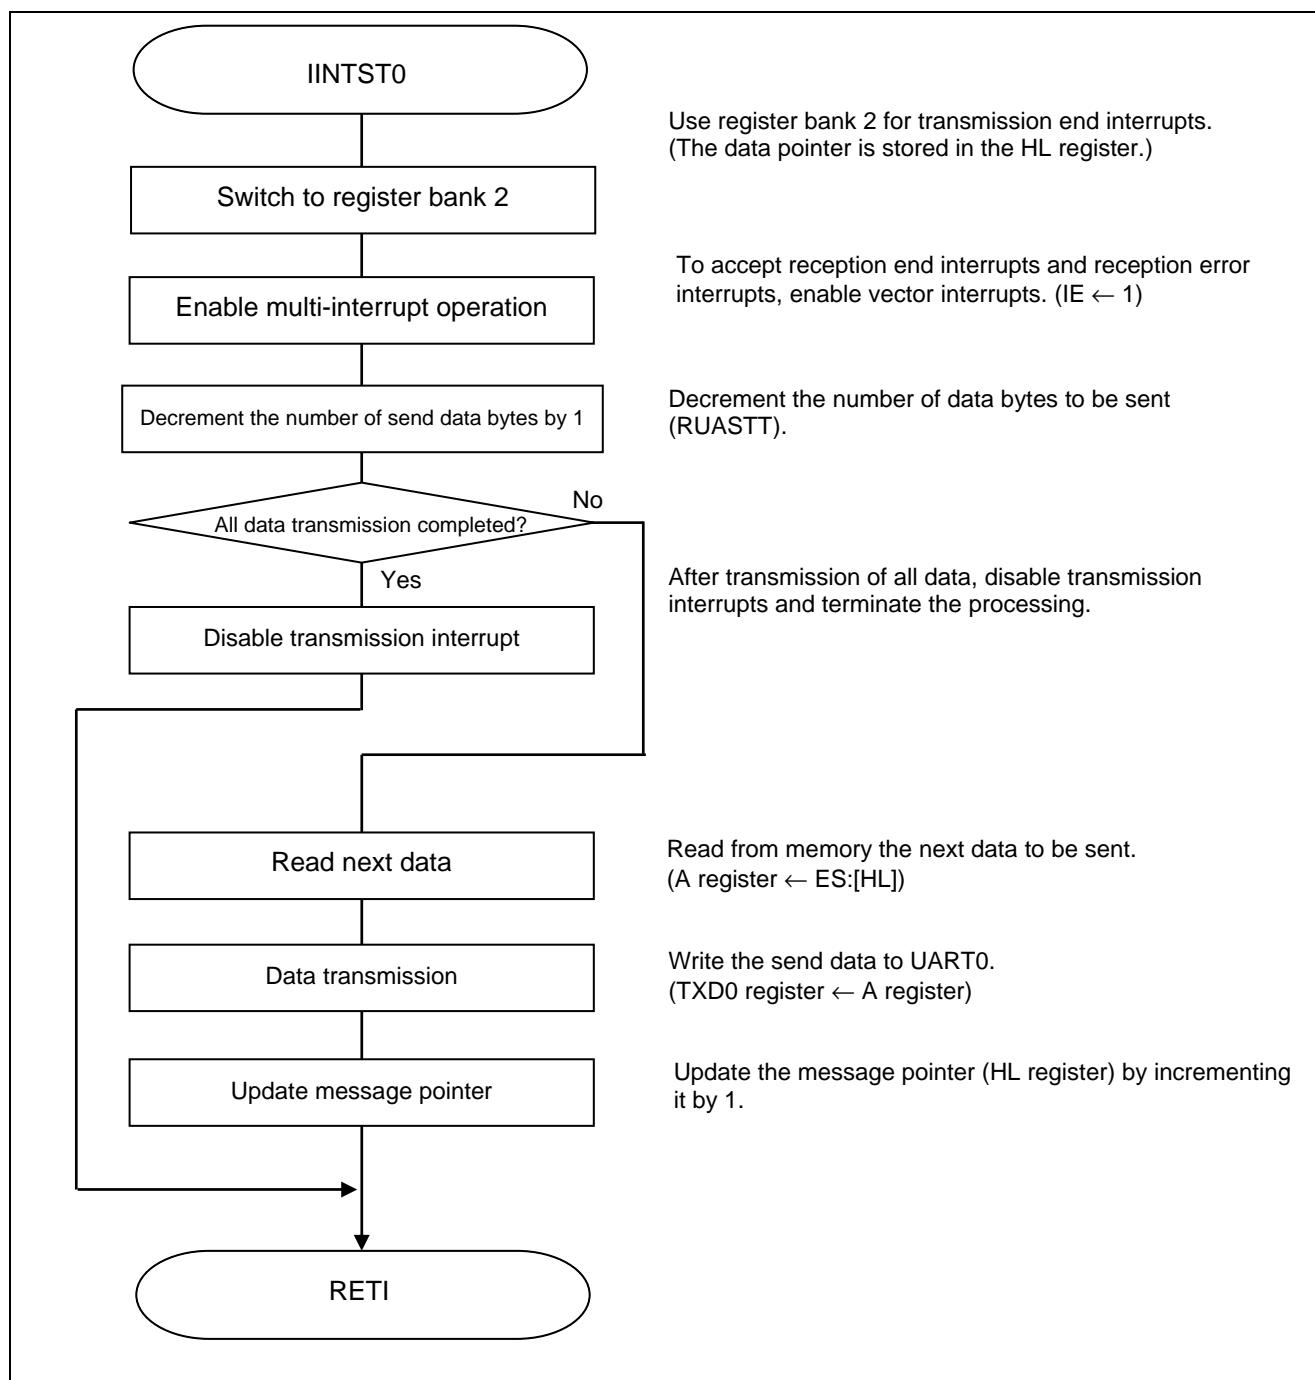 IINTST0
Use register bank 2 for transmission end interrupts.
(The data pointer is stored in the HL register.)
Switch to register bank 2
To accept reception end interrupts and reception error
interrupts, enable vector interrupts. (IE ← 1)
Enable multi-interrupt operation
Decrement the number of send data bytes by 1
Decrement the number of data bytes to be sent
(RUASTT).
No
All data transmission completed?
Yes
After transmission of all data, disable transmission
interrupts and terminate the processing.
Disable transmission interrupt
Read next data
Read from memory the next data to be sent.
(A register ← ES:[HL])
Data transmission
Write the send data to UART0.
(TXD0 register ← A register)
Update message pointer
Update the message pointer (HL register) by incrementing
it by 1.
RETI